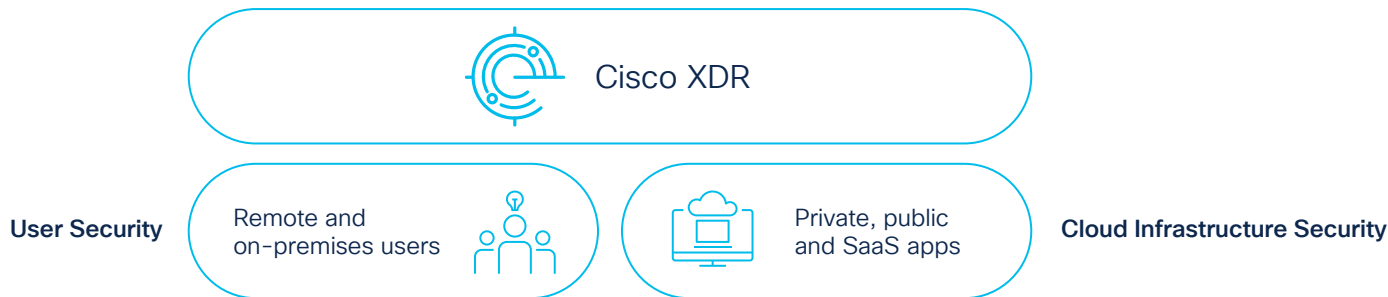 Cisco XDR
User Security
Remote and
on-premises users
Private, public
and SaaS apps
Cloud Infrastructure Security